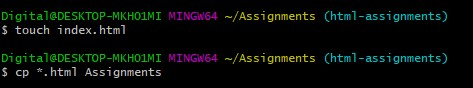 Digital@DESKTOP-MKHO1MI MINGW64 ~/Assignments (html-assignments)
$ touch index.html
Digital@DESKTOP-MKHO1MI MINGW64 ~/Assignments (html-assignments)
$ cp *.html Assignments